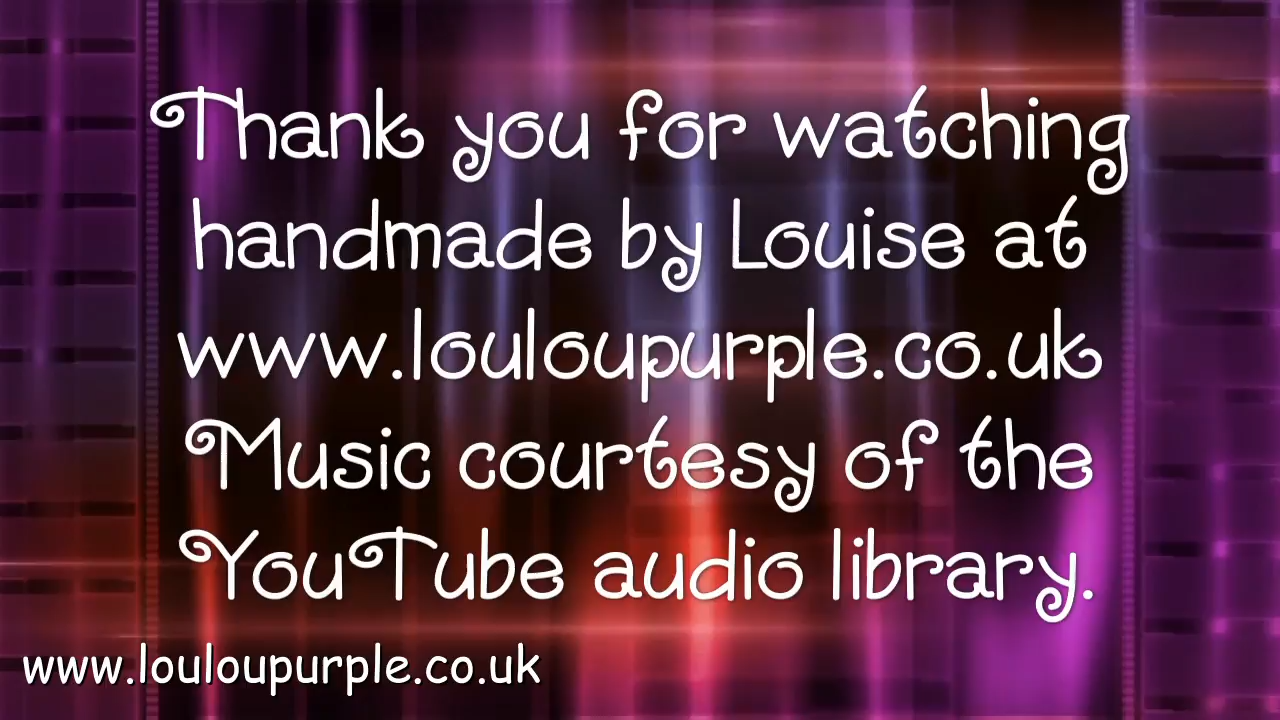 Thank you for watching
handmade by Louise at
www.louloupurple.co.uk
Music courtesy of the
YouTube audio library.
www.louloupurple.co.uk